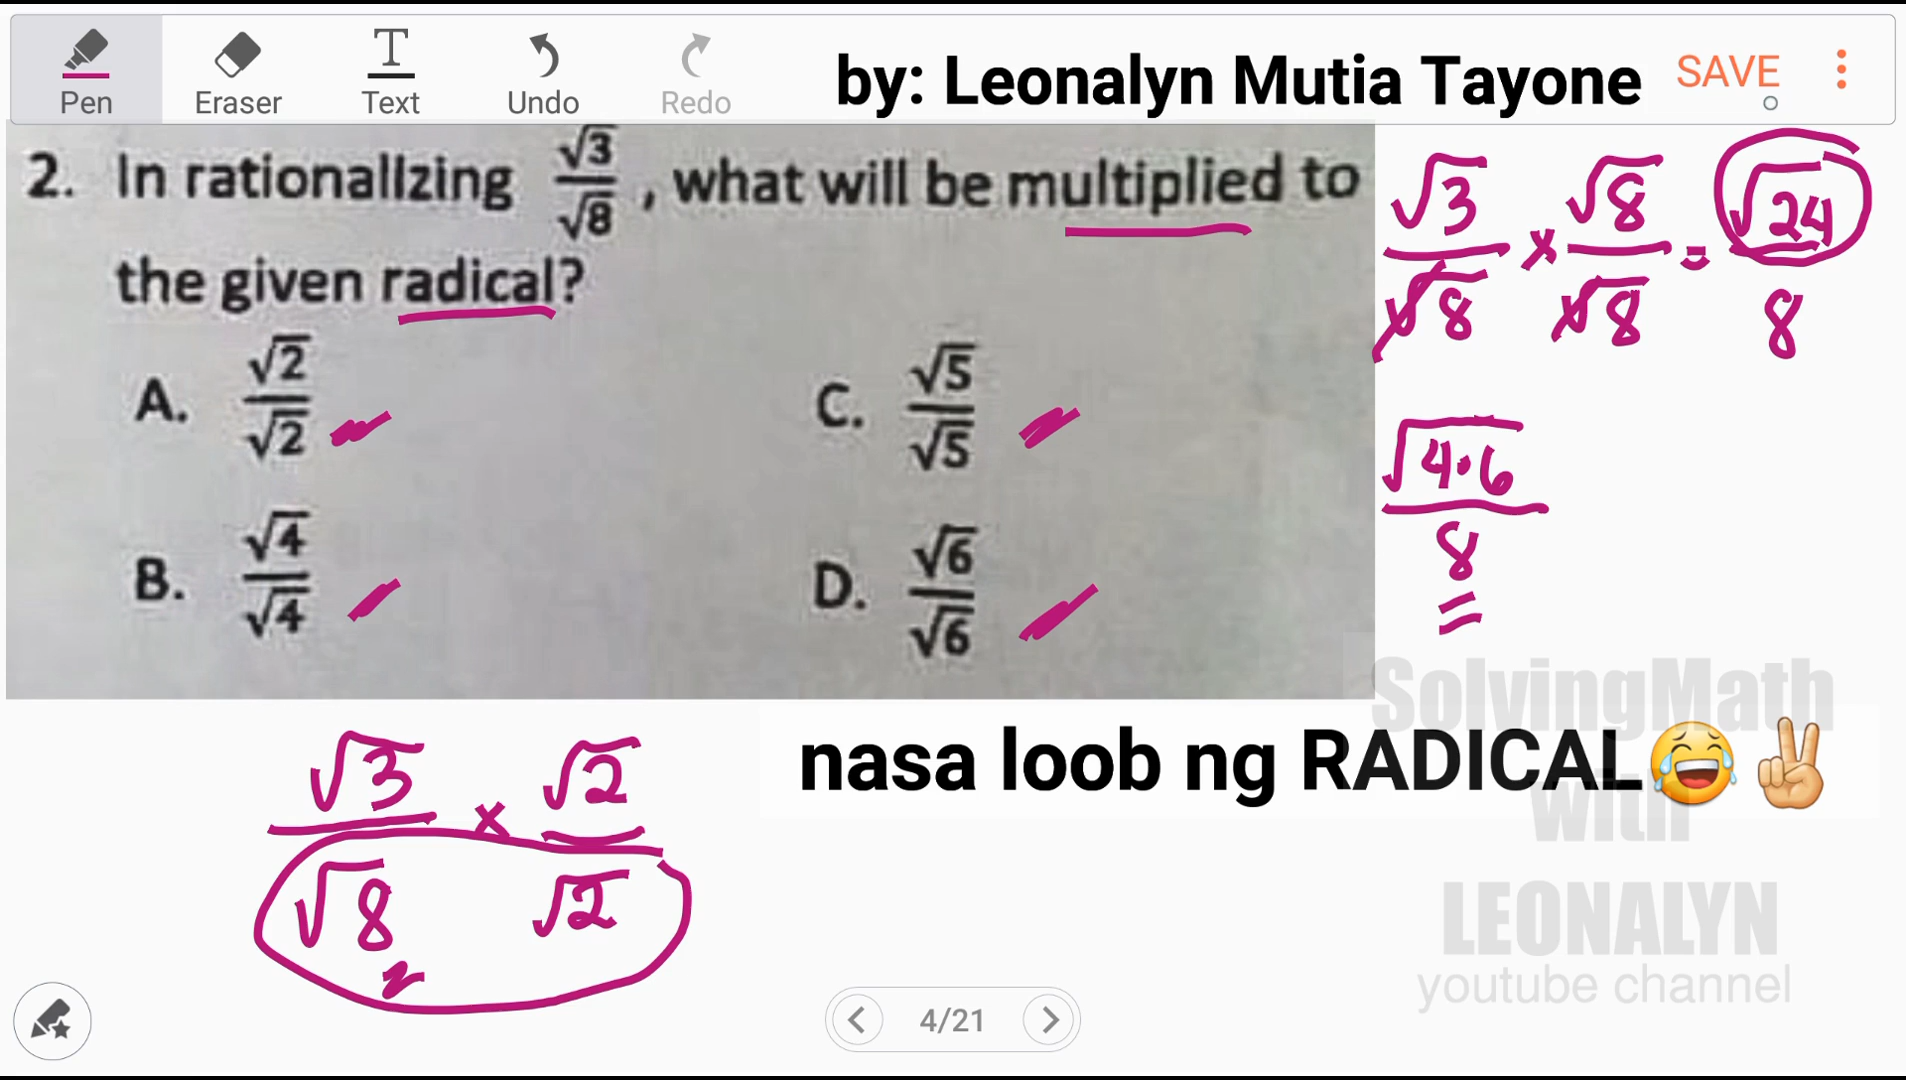 Pen Eraser Text Undo Redo
by: Leonalyn Mutia Tayone
SAVE
2. In rationalizing √3/√8, what will be multiplied to
the given radical?
A. √2/√2
C. √5/√5
B. √4/√4
D. √6/√6
√3/√8 × √8/√8 = √24/8
√4·6/8
=
√3/√8 × √2/√2
nasa loob ng RADICAL😂✌
SolvingMath
with
LEONALYN
youtube channel
4/21